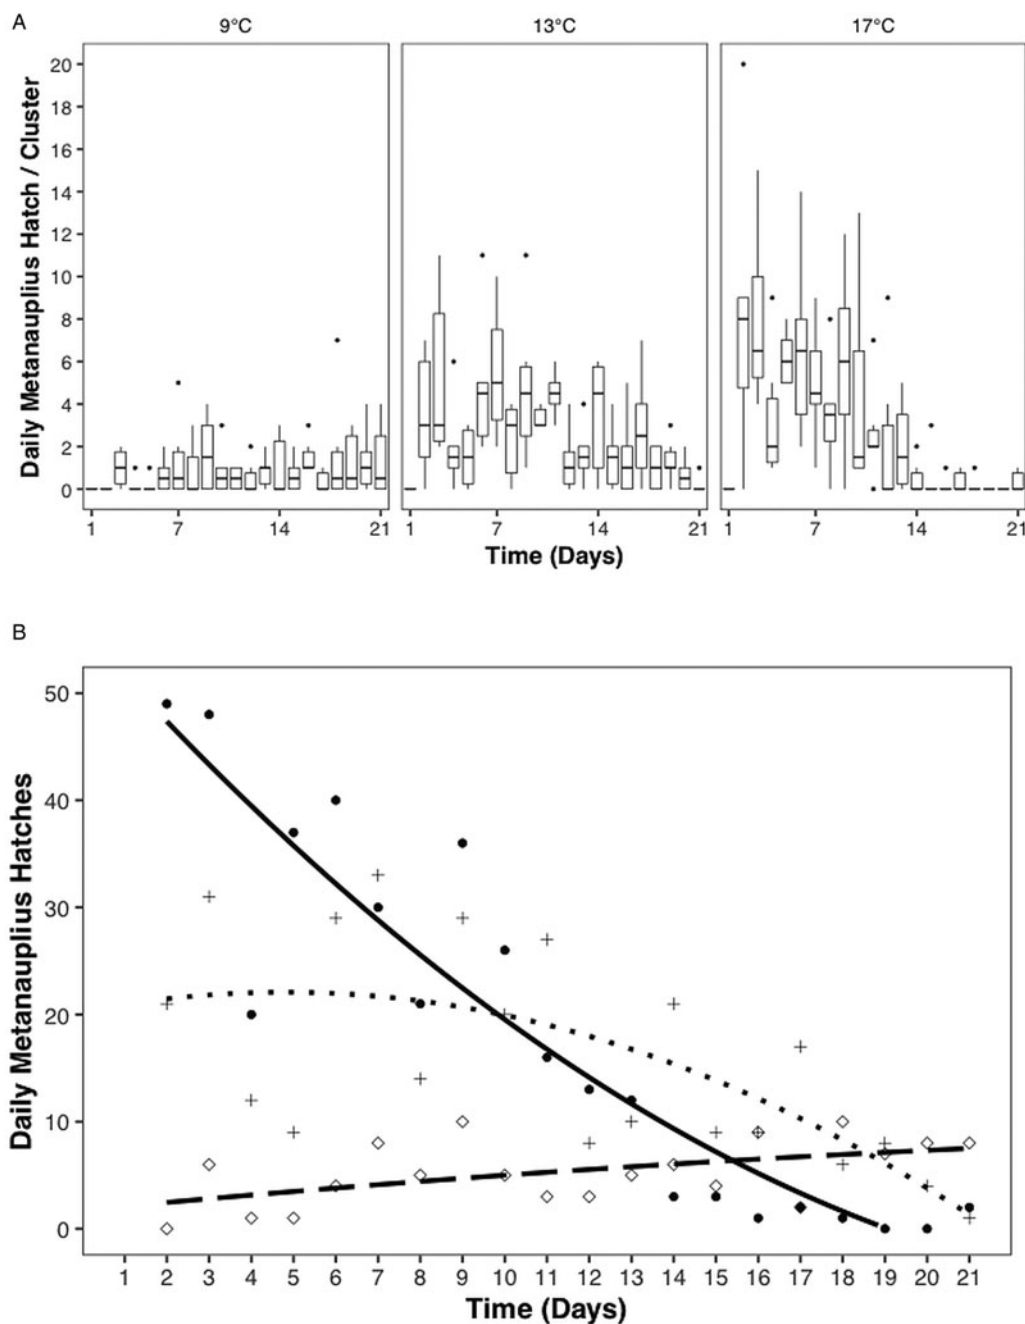 A
9°C 13°C 17°C
Daily Metanauplius Hatch / Cluster
20
18
16
14
12
10
8
6
4
2
0
1 7 14 21 1 7 14 21 1 7 14 21
Time (Days)
B
Daily Metanauplius Hatches
50
40
30
20
10
0
1 2 3 4 5 6 7 8 9 10 11 12 13 14 15 16 17 18 19 20 21
Time (Days)